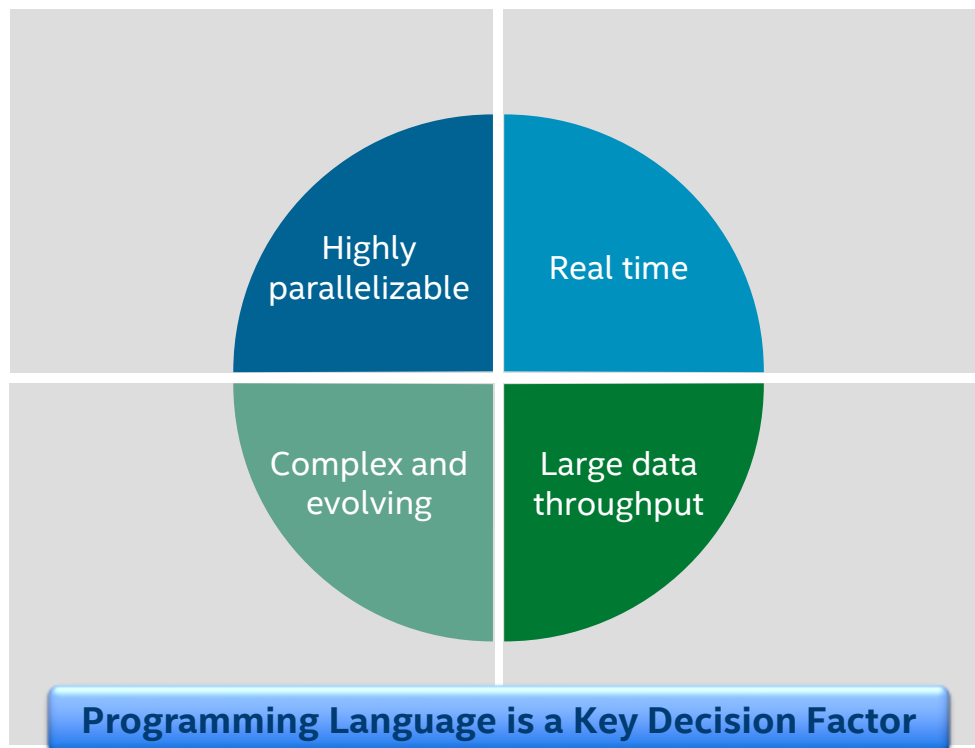 Highly
parallelizable
Real time
Complex and
evolving
Large data
throughput
Programming Language is a Key Decision Factor